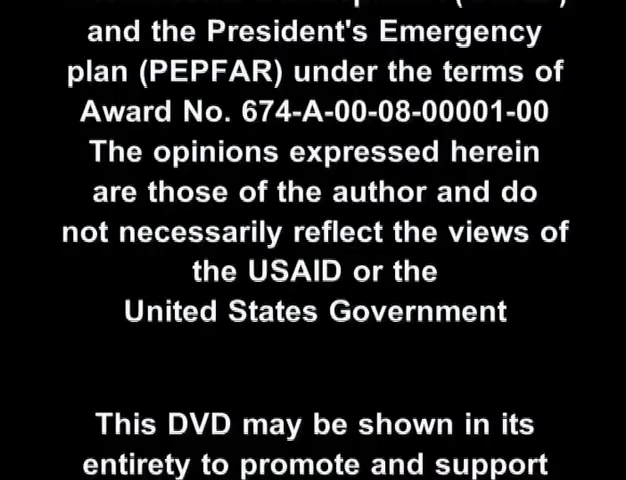 and the President's Emergency
plan (PEPFAR) under the terms of
Award No. 674-A-00-08-00001-00
The opinions expressed herein
are those of the author and do
not necessarily reflect the views of
the USAID or the
United States Government
This DVD may be shown in its
entirety to promote and support